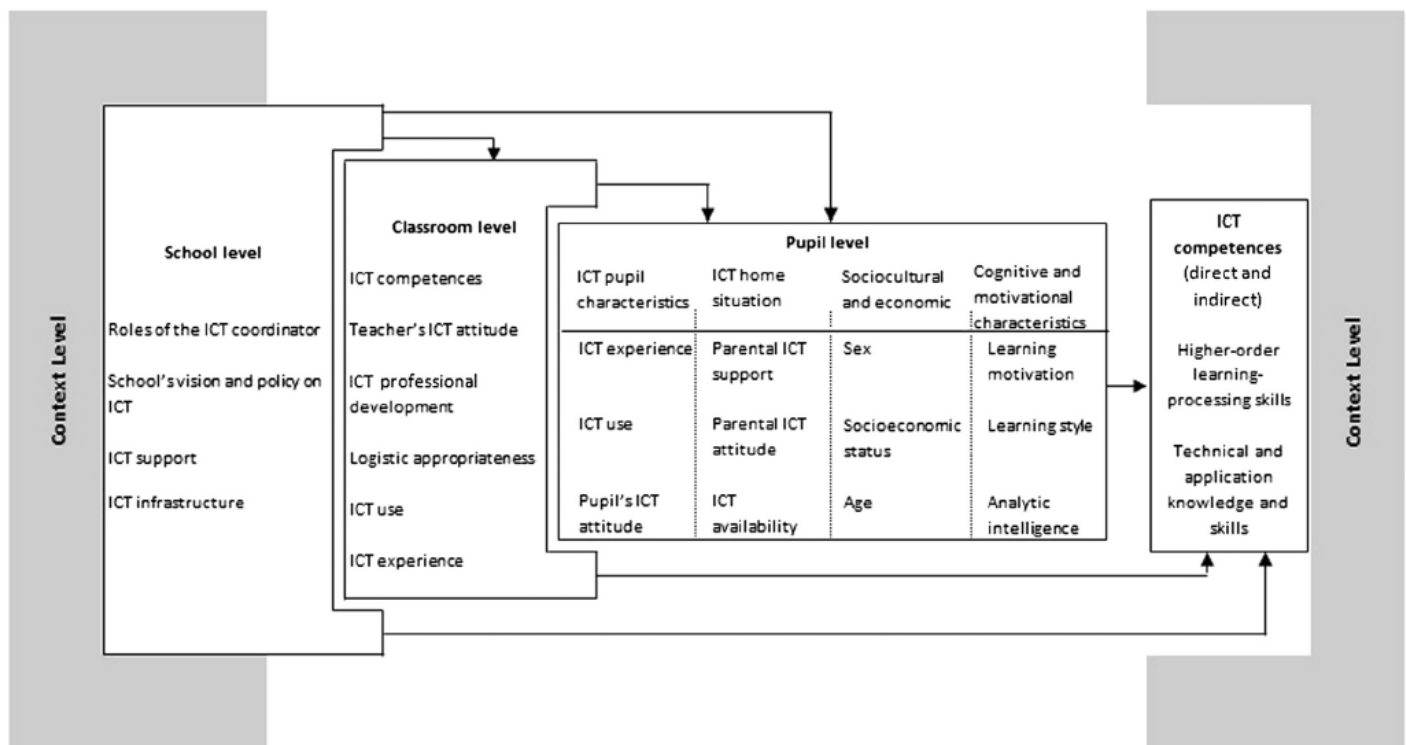 Context Level
School level
Roles of the ICT coordinator
School's vision and policy on
ICT
ICT support
ICT infrastructure
Classroom level
ICT competences
Teacher's ICT attitude
ICT professional
development
Logistic appropriateness
ICT use
ICT experience
Pupil level
ICT pupil
characteristics
ICT home
situation
Sociocultural
and economic
Cognitive and
motivational
characteristics
ICT experience
Parental ICT
support
Sex
Learning
motivation
ICT use
Parental ICT
attitude
Socioeconomic
status
Learning style
Pupil's ICT
attitude
ICT
availability
Age
Analytic
intelligence
ICT
competences
(direct and
indirect)
Higher-order
learning-
processing skills
Technical and
application
knowledge and
skills
Context Level